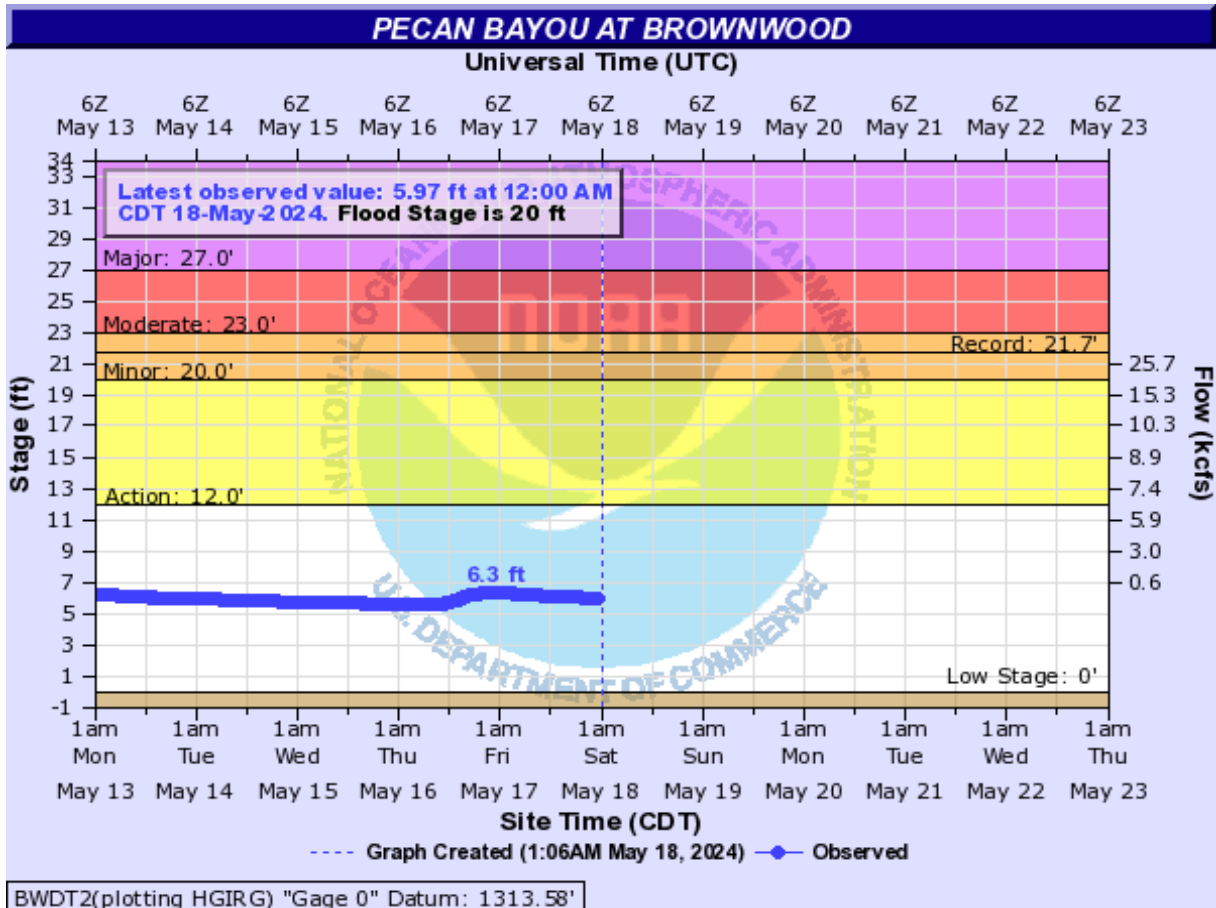 PECAN BAYOU AT BROWNWOOD
Universal Time (UTC)
6Z 6Z 6Z 6Z 6Z 6Z 6Z 6Z 6Z 6Z 6Z
May 13 May 14 May 15 May 16 May 17 May 18 May 19 May 20 May 21 May 22 May 23
34
33
Latest observed value: 5.97 ft at 12:00 AM
CDT 18-May-2024. Flood Stage is 20 ft
31
29
Major: 27.0'
27
25
Moderate: 23.0'
23
Record: 21.7'
21 25.7
Minor: 20.0'
19 15.3
17 10.3
15 8.9
13 7.4
Action: 12.0'
11 5.9
9 3.0
7 0.6
6.3 ft
5
3
1
Low Stage: 0'
-1
Stage (ft)
Flow (kcfs)
NATIONAL OCEANIC AND ATMOSPHERIC ADMINISTRATION
NOAA
U.S. DEPARTMENT OF COMMERCE
1am 1am 1am 1am 1am 1am 1am 1am 1am 1am 1am
Mon Tue Wed Thu Fri Sat Sun Mon Tue Wed Thu
May 13 May 14 May 15 May 16 May 17 May 18 May 19 May 20 May 21 May 22 May 23
Site Time (CDT)
Graph Created (1:06AM May 18, 2024) Observed
BWDT2(plotting HGIRG) "Gage 0" Datum: 1313.58'